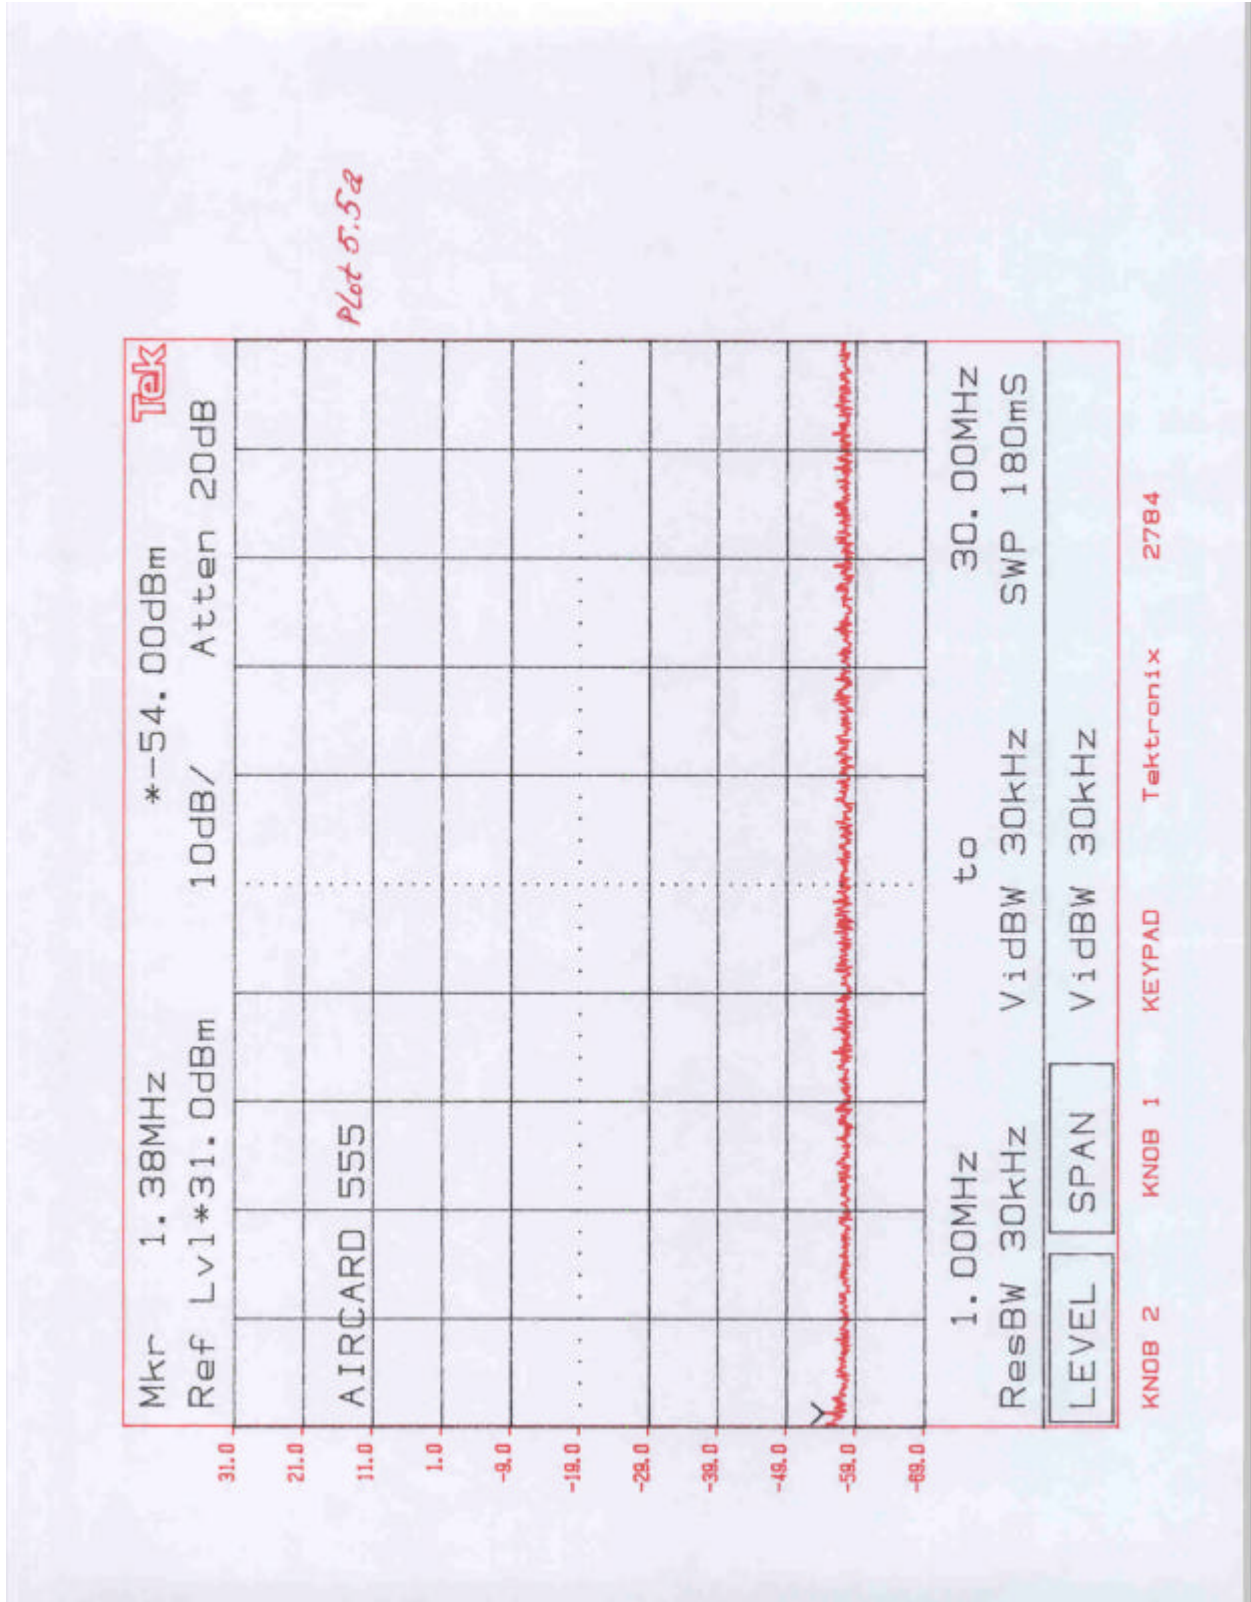 Plot 5.5a
Mkr 1.38MHz *-54.00dBm Tek
Ref Lvl*31.0dBm 10dB/ Atten 20dB
31.0
21.0
AIRCARD 555
11.0
1.0
-9.0
-19.0
-29.0
-39.0
-49.0
-59.0
-69.0
1.00MHz to 30.00MHz
ResBW 30kHz VidBW 30kHz SWP 180mS
LEVEL SPAN VidBW 30kHz
KNOB 2 KNOB 1 KEYPAD Tektronix 2784